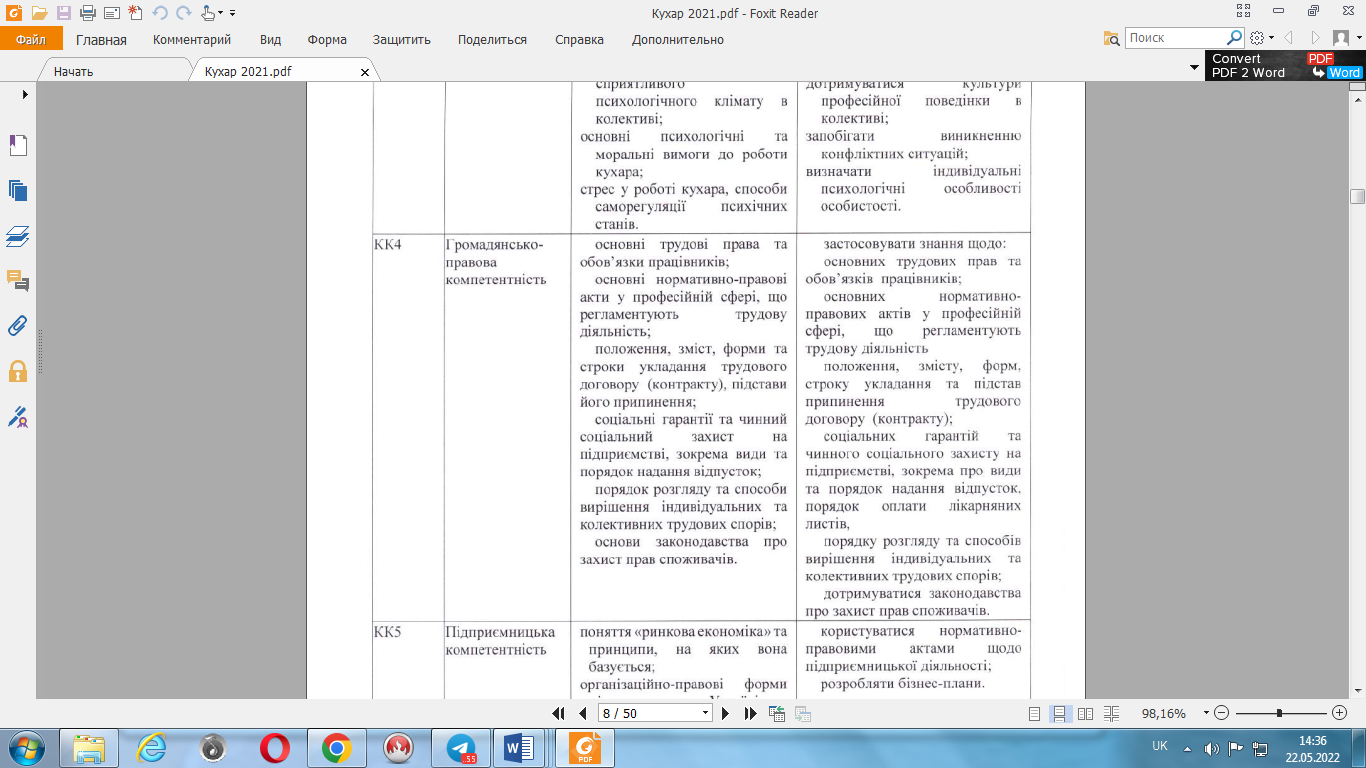 Кухар 2021.pdf - Foxit Reader
Файл
Главная
Комментарий
Вид
Форма
Защитить
Поделиться
Справка
Дополнительно
Поиск
Начать
Кухар 2021.pdf
Convert PDF
PDF 2 Word Word
сприятливого
психологічного клімату в
колективі;
основні психологічні та
моральні вимоги до роботи
кухара;
стрес у роботі кухара, способи
саморегуляції психічних
станів.
дотримуватися культури
професійної поведінки в
колективі;
запобігати виникненню
конфліктних ситуацій;
визначати індивідуальні
психологічні особливості
особистості.
КК4
Громадянсько-
правова
компетентність
основні трудові права та
обов’язки працівників;
основні нормативно-правові
акти у професійній сфері, що
регламентують трудову
діяльність;
положення, зміст, форми та
строки укладання трудового
договору (контракту), підстави
його припинення;
соціальні гарантії та чинний
соціальний захист на
підприємстві, зокрема види та
порядок надання відпусток;
порядок розгляду та способи
вирішення індивідуальних та
колективних трудових спорів;
основи законодавства про
захист прав споживачів.
застосовувати знання щодо:
основних трудових прав та
обов’язків працівників;
основних нормативно-
правових актів у професійній
сфері, що регламентують
трудову діяльність
положення, змісту, форм,
строку укладання та підстав
припинення трудового
договору (контракту);
соціальних гарантій та
чинного соціального захисту на
підприємстві, зокрема про види
та порядок надання відпусток,
порядок оплати лікарняних
листів,
порядку розгляду та способів
вирішення індивідуальних та
колективних трудових спорів;
дотримуватися законодавства
про захист прав споживачів.
КК5
Підприємницька
компетентність
поняття «ринкова економіка» та
принципи, на яких вона
базується;
організаційно-правові форми
користуватися нормативно-
правовими актами щодо
підприємницької діяльності;
розробляти бізнес-плани.
8 / 50
98,16%
..55
PDF
UK
14:36
22.05.2022